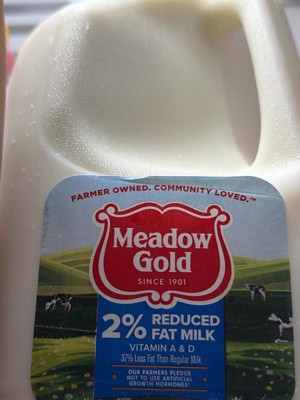 FARMER OWNED. COMMUNITY LOVED.™
Meadow
Gold
SINCE 1901
2% REDUCED
FAT MILK
VITAMIN A & D
37% Less Fat Than Regular Milk
OUR FARMERS PLEDGE
NOT TO USE ARTIFICIAL
GROWTH HORMONES*